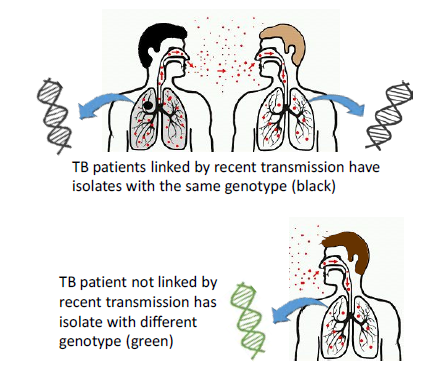 TB patients linked by recent transmission have
isolates with the same genotype (black)
TB patient not linked by
recent transmission has
isolate with different
genotype (green)